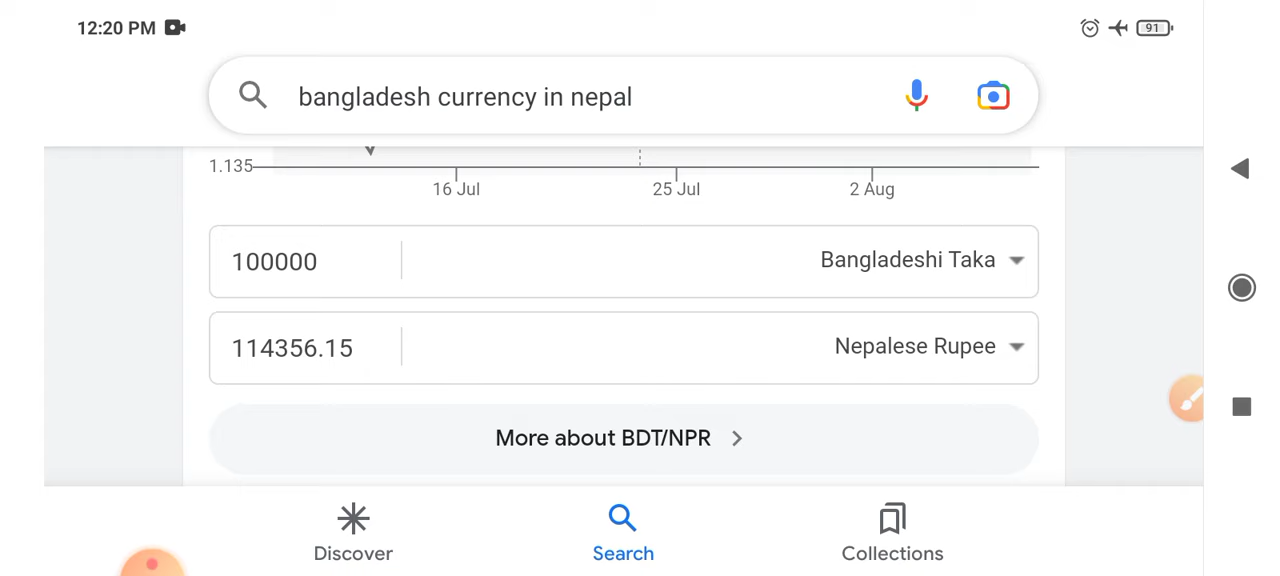 12:20 PM
91
bangladesh currency in nepal
1.135
16 Jul 25 Jul 2 Aug
100000 Bangladeshi Taka
114356.15 Nepalese Rupee
More about BDT/NPR
Discover Search Collections